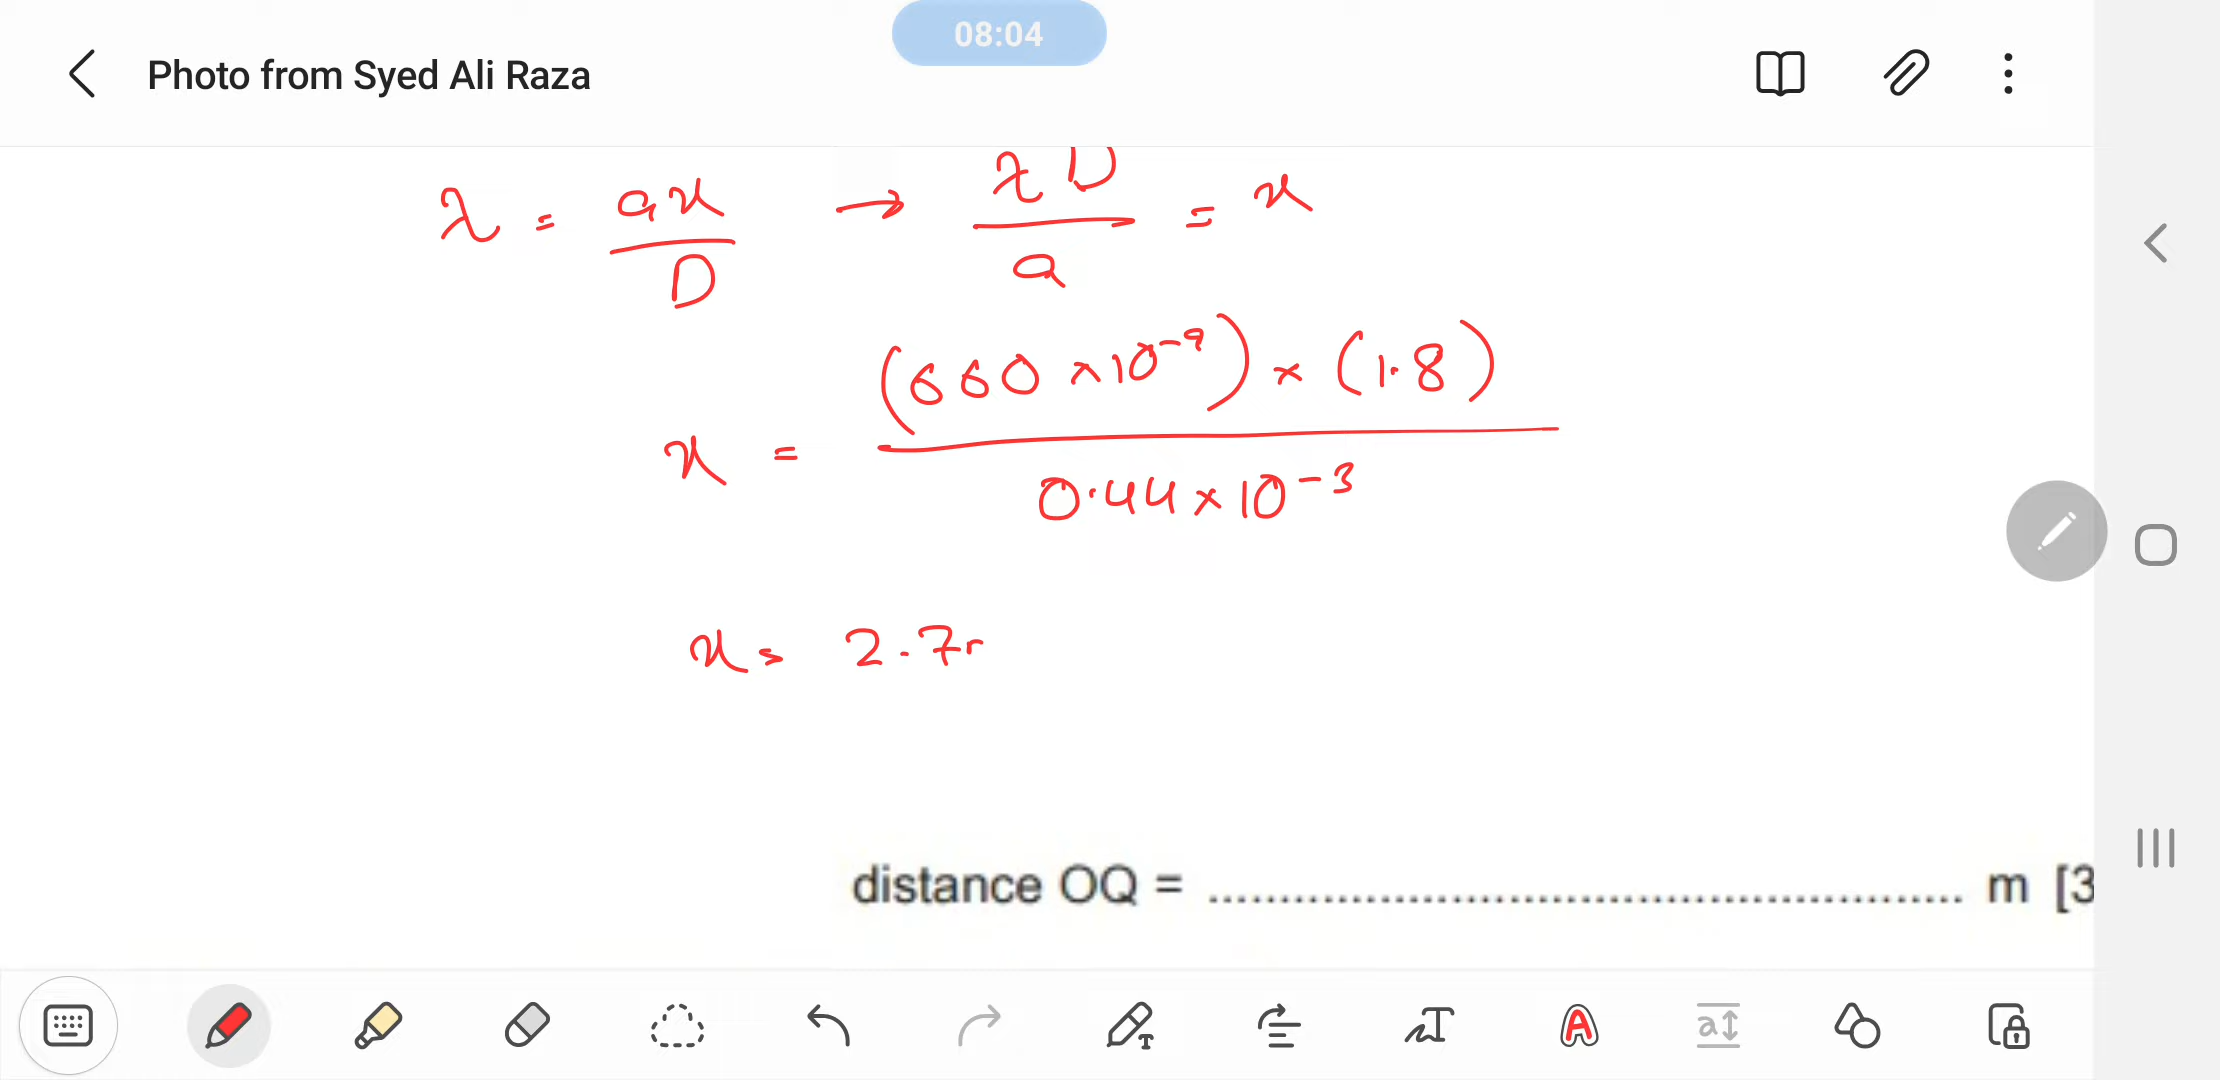 08:04
Photo from Syed Ali Raza
λ = ax/D → λD/a = x
x = (660 × 10⁻⁹) × (1.8) / 0.44 × 10⁻³
x = 2.7
distance OQ = .................................................... m [3